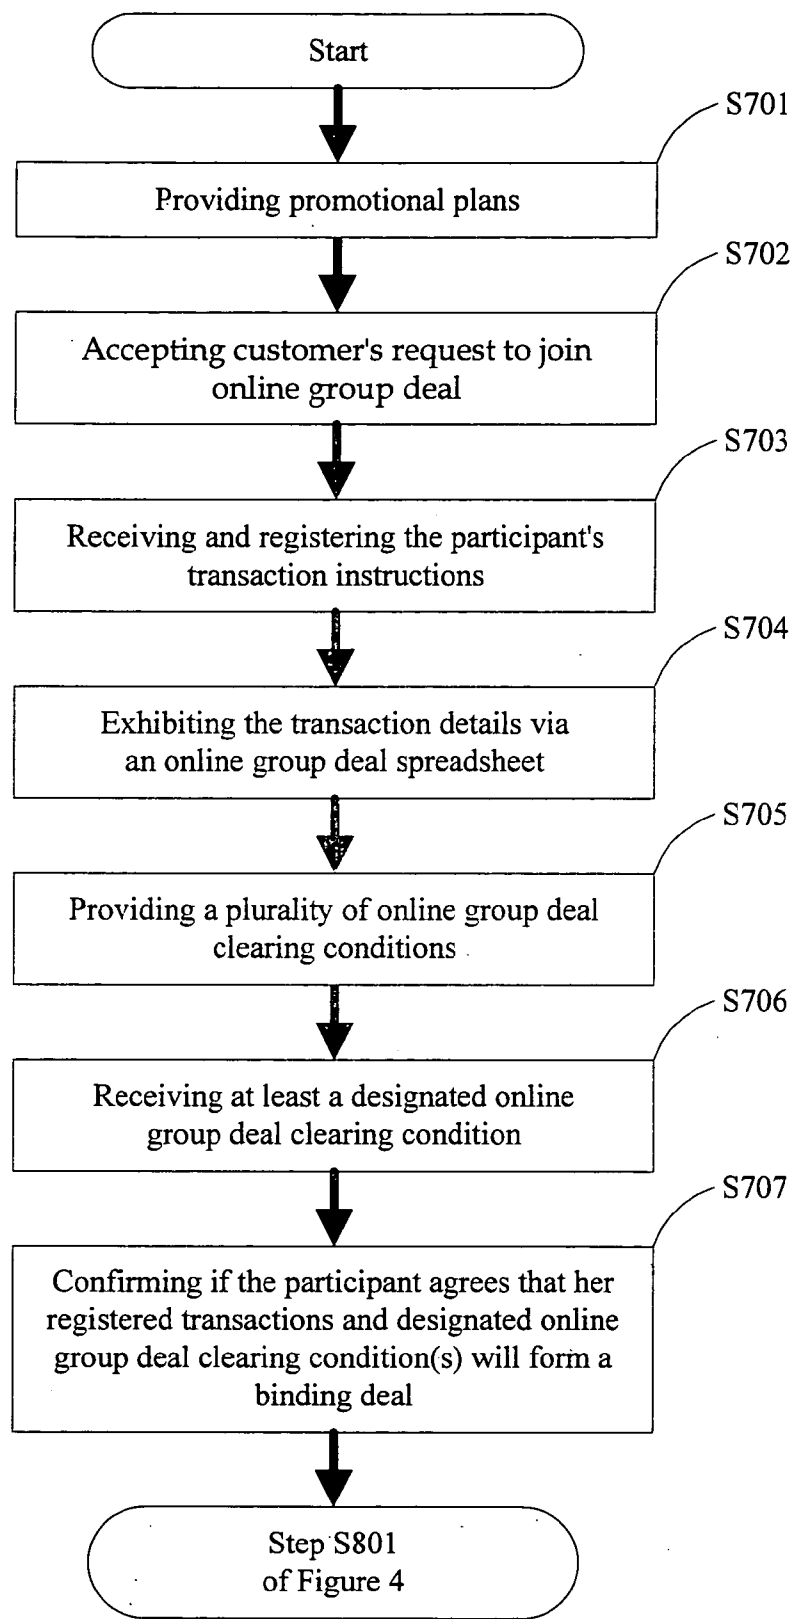 Start
S701
Providing promotional plans
S702
Accepting customer's request to join
online group deal
S703
Receiving and registering the participant's
transaction instructions
S704
Exhibiting the transaction details via
an online group deal spreadsheet
S705
Providing a plurality of online group deal
clearing conditions
S706
Receiving at least a designated online
group deal clearing condition
S707
Confirming if the participant agrees that her
registered transactions and designated online
group deal clearing condition(s) will form a
binding deal
Step S801
of Figure 4